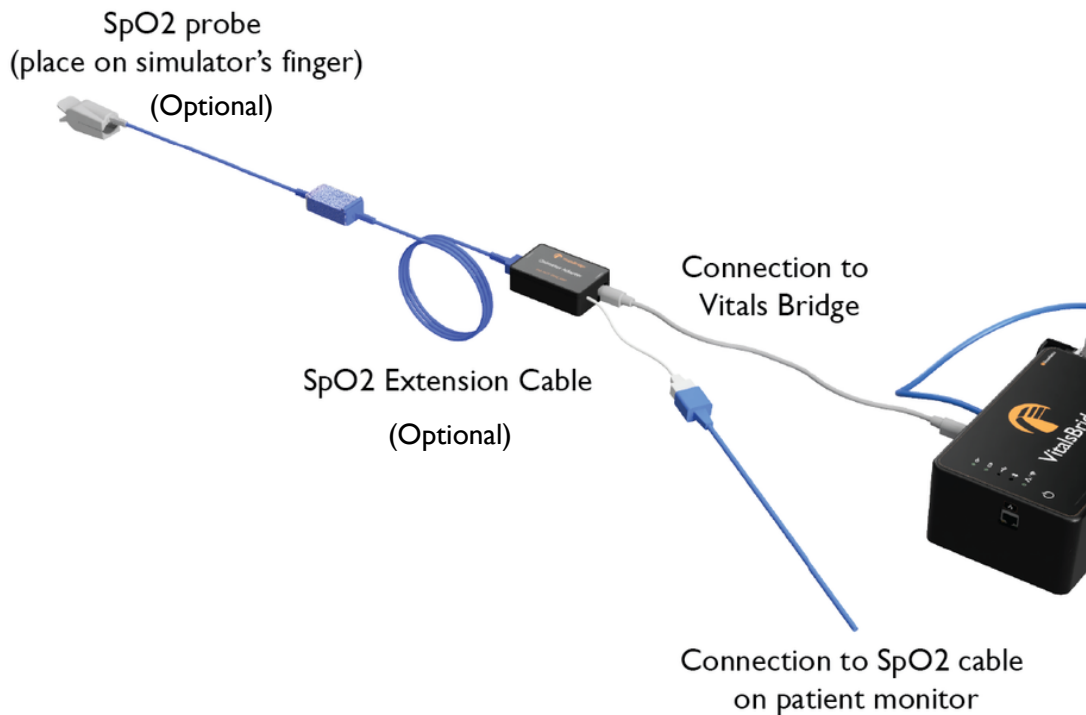 SpO2 probe
(place on simulator's finger)
(Optional)
Connection to
Vitals Bridge
SpO2 Extension Cable
(Optional)
VitalsBrid
Connection to SpO2 cable
on patient monitor